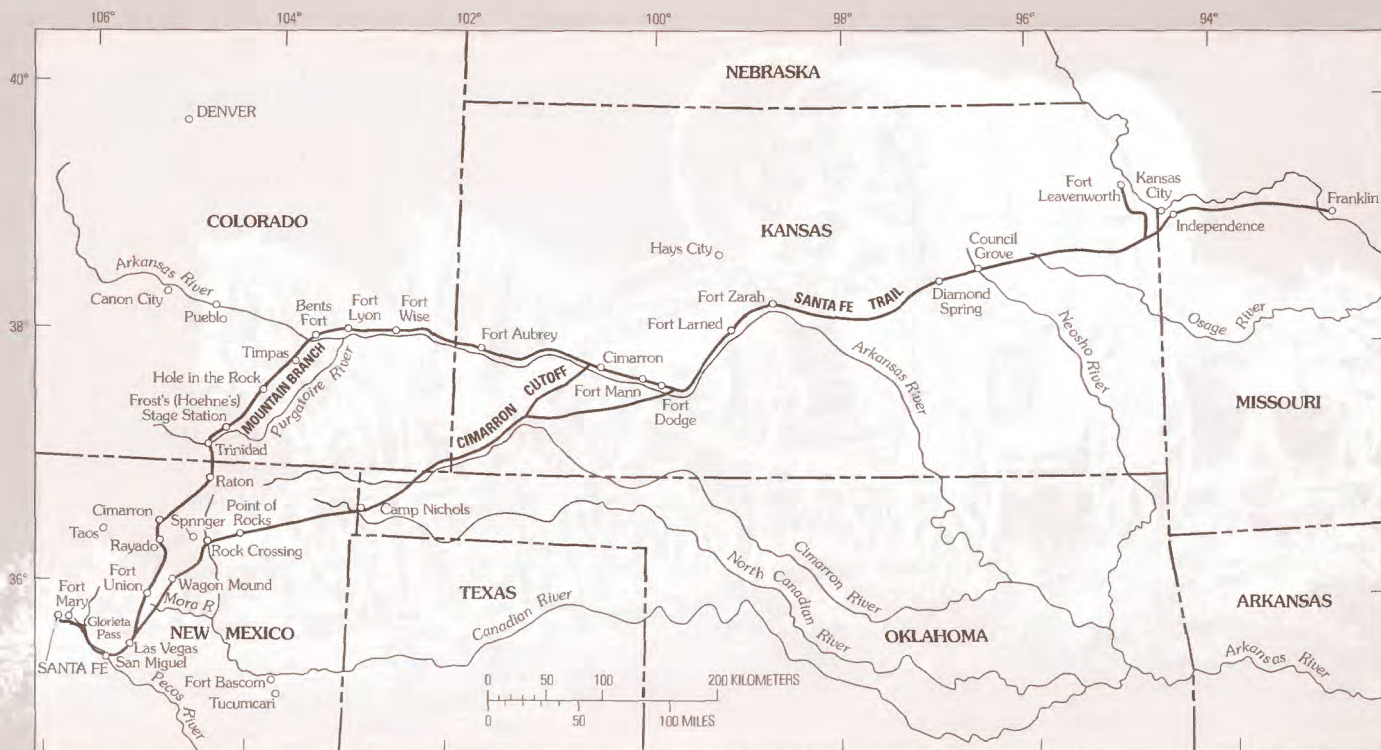 106°
104°
102°
100°
98°
96°
94°
40°
NEBRASKA
DENVER
Fort
Leavenworth
Kansas
City
Franklin
Independence
COLORADO
KANSAS
Hays City
Council
Grove
Arkansas River
Canon City
Pueblo
Bents
Fort
Fort
Lyon
Fort
Wise
Fort Zarah
SANTA FE TRAIL
Diamond
Spring
38°
Fort Aubrey
Fort Larned
Osage River
Neosho River
Arkansas River
Timpas
Cimarron
Hole in the Rock
MOUNTAIN BRANCH
Purgatoire River
CIMARRON CUTOFF
Fort Mann
Fort
Dodge
Frost's (Hoehne's)
Stage Station
MISSOURI
Trinidad
Raton
Point of
Rocks
Camp Nichols
Cimarron
Springer
Taos
Rayado
Rock Crossing
36°
Fort
Union
Wagon Mound
Fort
Mary
Mora R
Glorieta
Pass
TEXAS
Canadian River
North Canadian River
Cimarron River
OKLAHOMA
ARKANSAS
NEW MEXICO
Las Vegas
San Miguel
SANTA FE
Pecos River
Fort Bascom
Tucumcari
Arkansas River
0 50 100 200 KILOMETERS
0 50 100 MILES